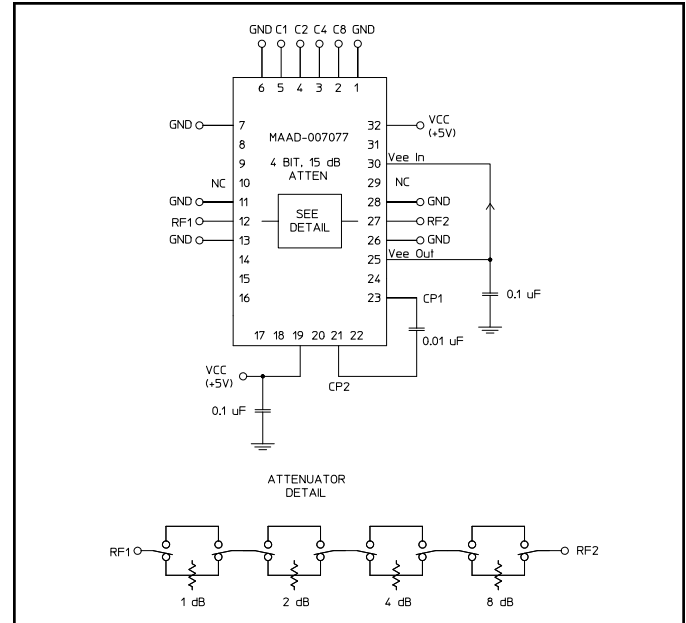 GND C1 C2 C4 C8 GND
6 5 4 3 2 1
GND 7 32 VCC
(+5V)
MAAD-007077
8 31
9 4 BIT, 15 dB 30 Vee In
ATTEN
NC 10 29 NC
GND 11 28 GND
RF1 12 SEE 27 RF2
DETAIL
GND 13 26 GND
14 25 Vee Out
15 24
16 23 CP1
0.1 uF
17 18 19 20 21 22
0.01 uF
VCC
(+5V)
CP2
0.1 uF
ATTENUATOR
DETAIL
RF1 RF2
1 dB 2 dB 4 dB 8 dB